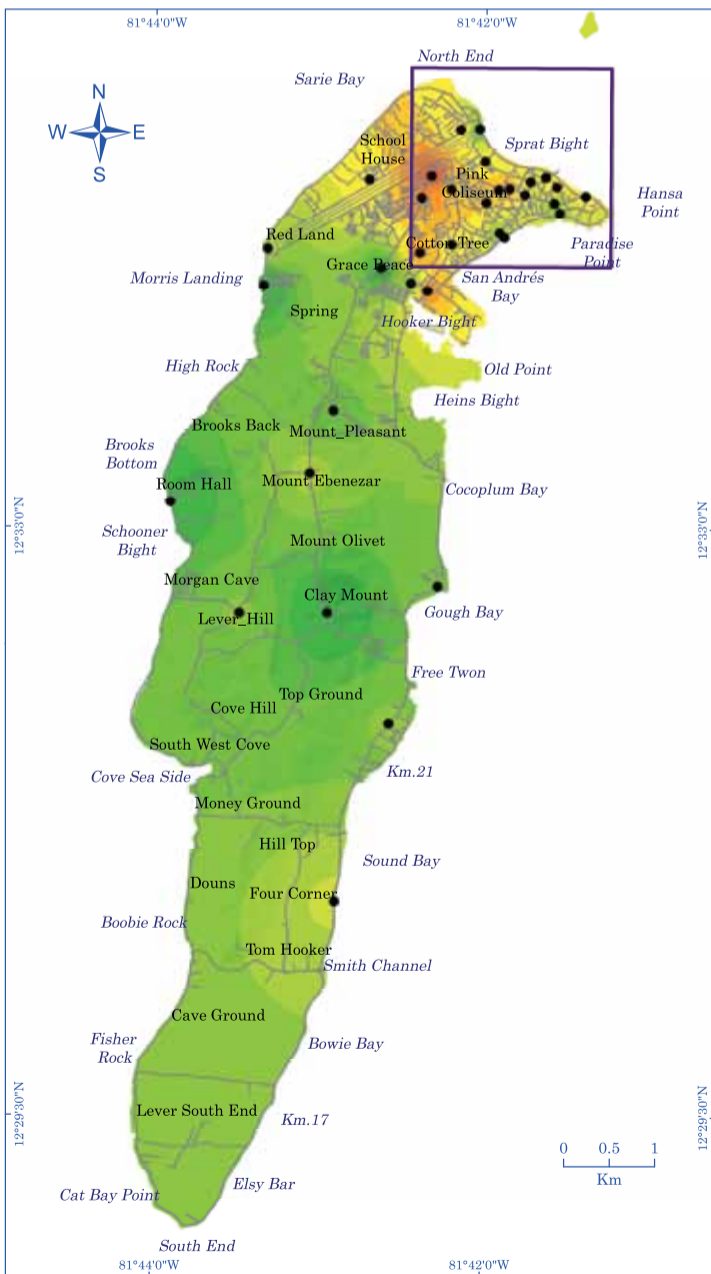 81°44'0"W
81°42'0"W
North End
Sarie Bay
N
W
E
S
School
House
Sprat Bight
Pink
Coliseum
Hansa
Point
Red Land
Cotton Tree
Paradise
Point
Grace Peace
Morris Landing
San Andrés
Bay
Spring
Hooker Bight
High Rock
Old Point
Heins Bight
Brooks Back
Mount_Pleasant
Brooks
Bottom
Room Hall
Mount Ebenezar
Cocoplum Bay
12°33'0"N
12°33'0"N
Schooner
Bight
Mount Olivet
Morgan Cave
Clay Mount
Lever_Hill
Gough Bay
Free Twon
Top Ground
Cove Hill
South West Cove
Cove Sea Side
Km.21
Money Ground
Hill Top
Sound Bay
Douns
Four Corner
Boobie Rock
Tom Hooker
Smith Channel
Cave Ground
Fisher
Rock
Bowie Bay
Lever South End
Km.17
12°29'30"N
12°29'30"N
0 0.5 1
Km
Cat Bay Point
Elsy Bar
South End
81°44'0"W
81°42'0"W